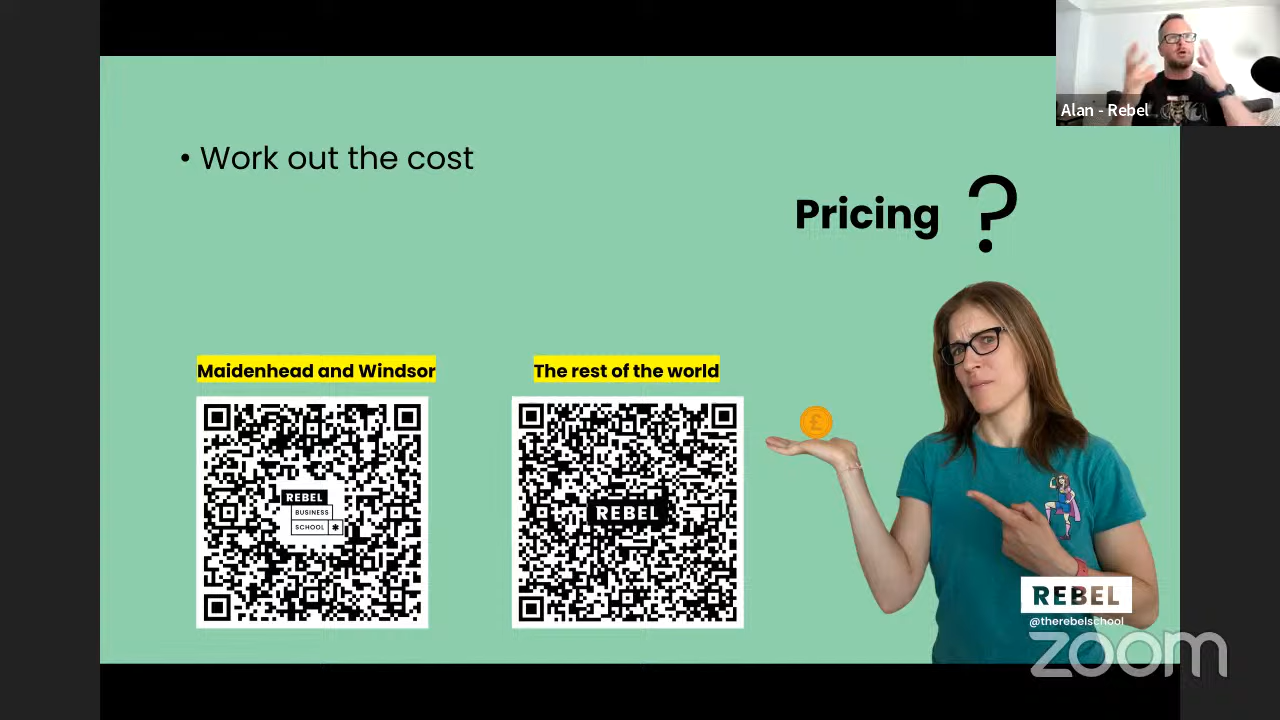 Alan - Rebel
• Work out the cost
Pricing ?
Maidenhead and Windsor
The rest of the world
REBEL
BUSINESS
SCHOOL *
REBEL
£
REBEL
@therebelschool
zoom